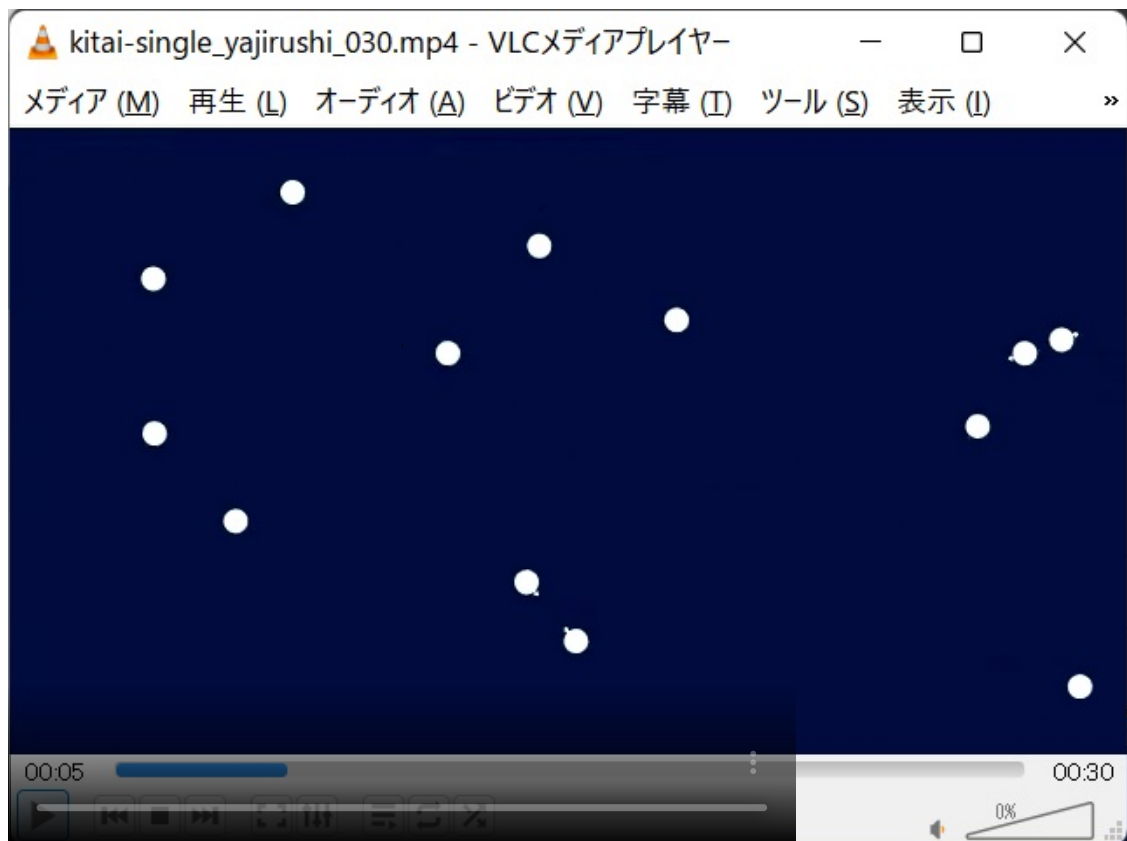 kitai-single_yajirushi_030.mp4 - VLCメディアプレイヤー
メディア (M) 再生 (L) オーディオ (A) ビデオ (V) 字幕 (T) ツール (S) 表示 (I) »
00:05 00:30
0%